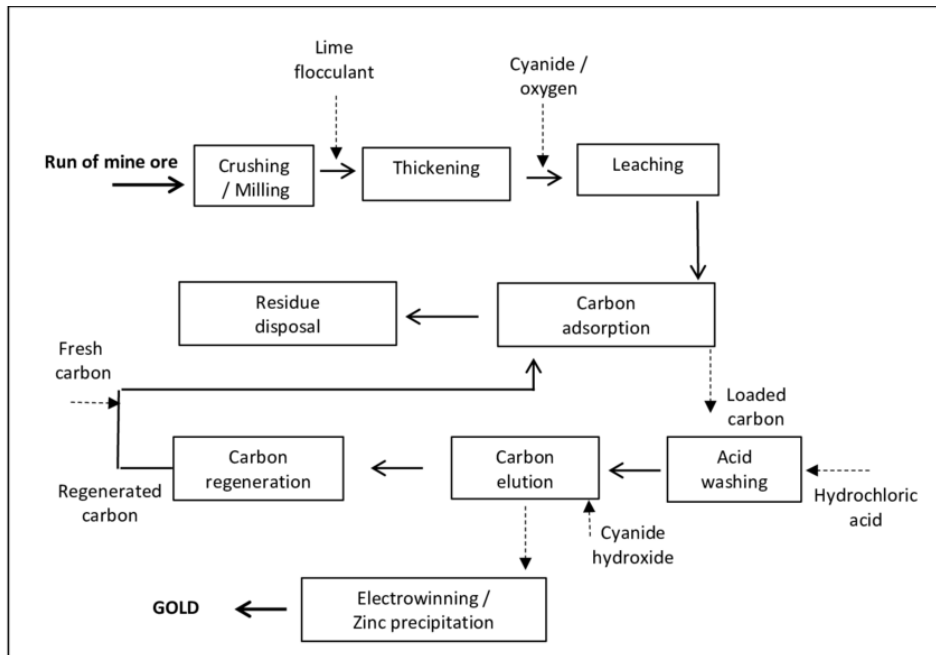 Lime
flocculant
Cyanide /
oxygen
Run of mine ore
Crushing
/ Milling
Thickening
Leaching
Residue
disposal
Carbon
adsorption
Fresh
carbon
Loaded
carbon
Carbon
regeneration
Carbon
elution
Acid
washing
Regenerated
carbon
Hydrochloric
acid
Cyanide
hydroxide
GOLD
Electrowinning /
Zinc precipitation